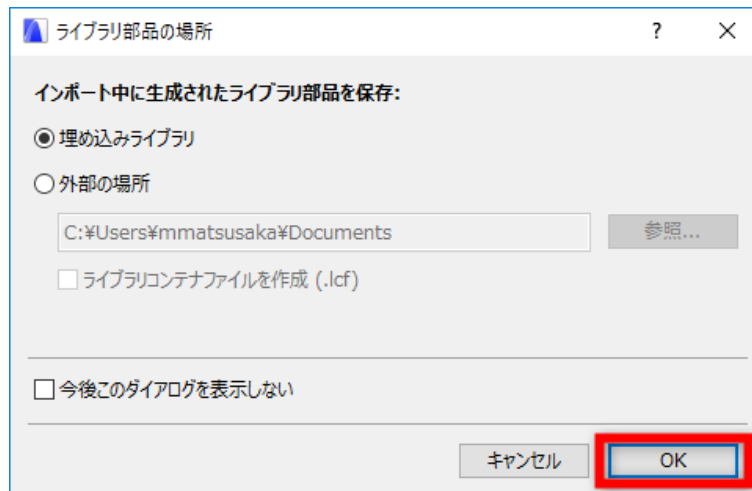 ライブラリ部品の場所
?
インポート中に生成されたライブラリ部品を保存:
埋め込みライブラリ
外部の場所
C:¥Users¥mmatsusaka¥Documents
参照...
ライブラリコンテナファイルを作成 (.lcf)
今後このダイアログを表示しない
キャンセル
OK